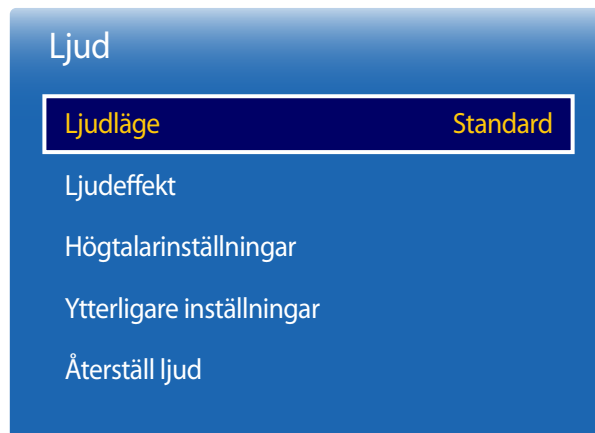 Ljud
Ljudläge Standard
Ljudeffekt
Högtalarinställningar
Ytterligare inställningar
Återställ ljud